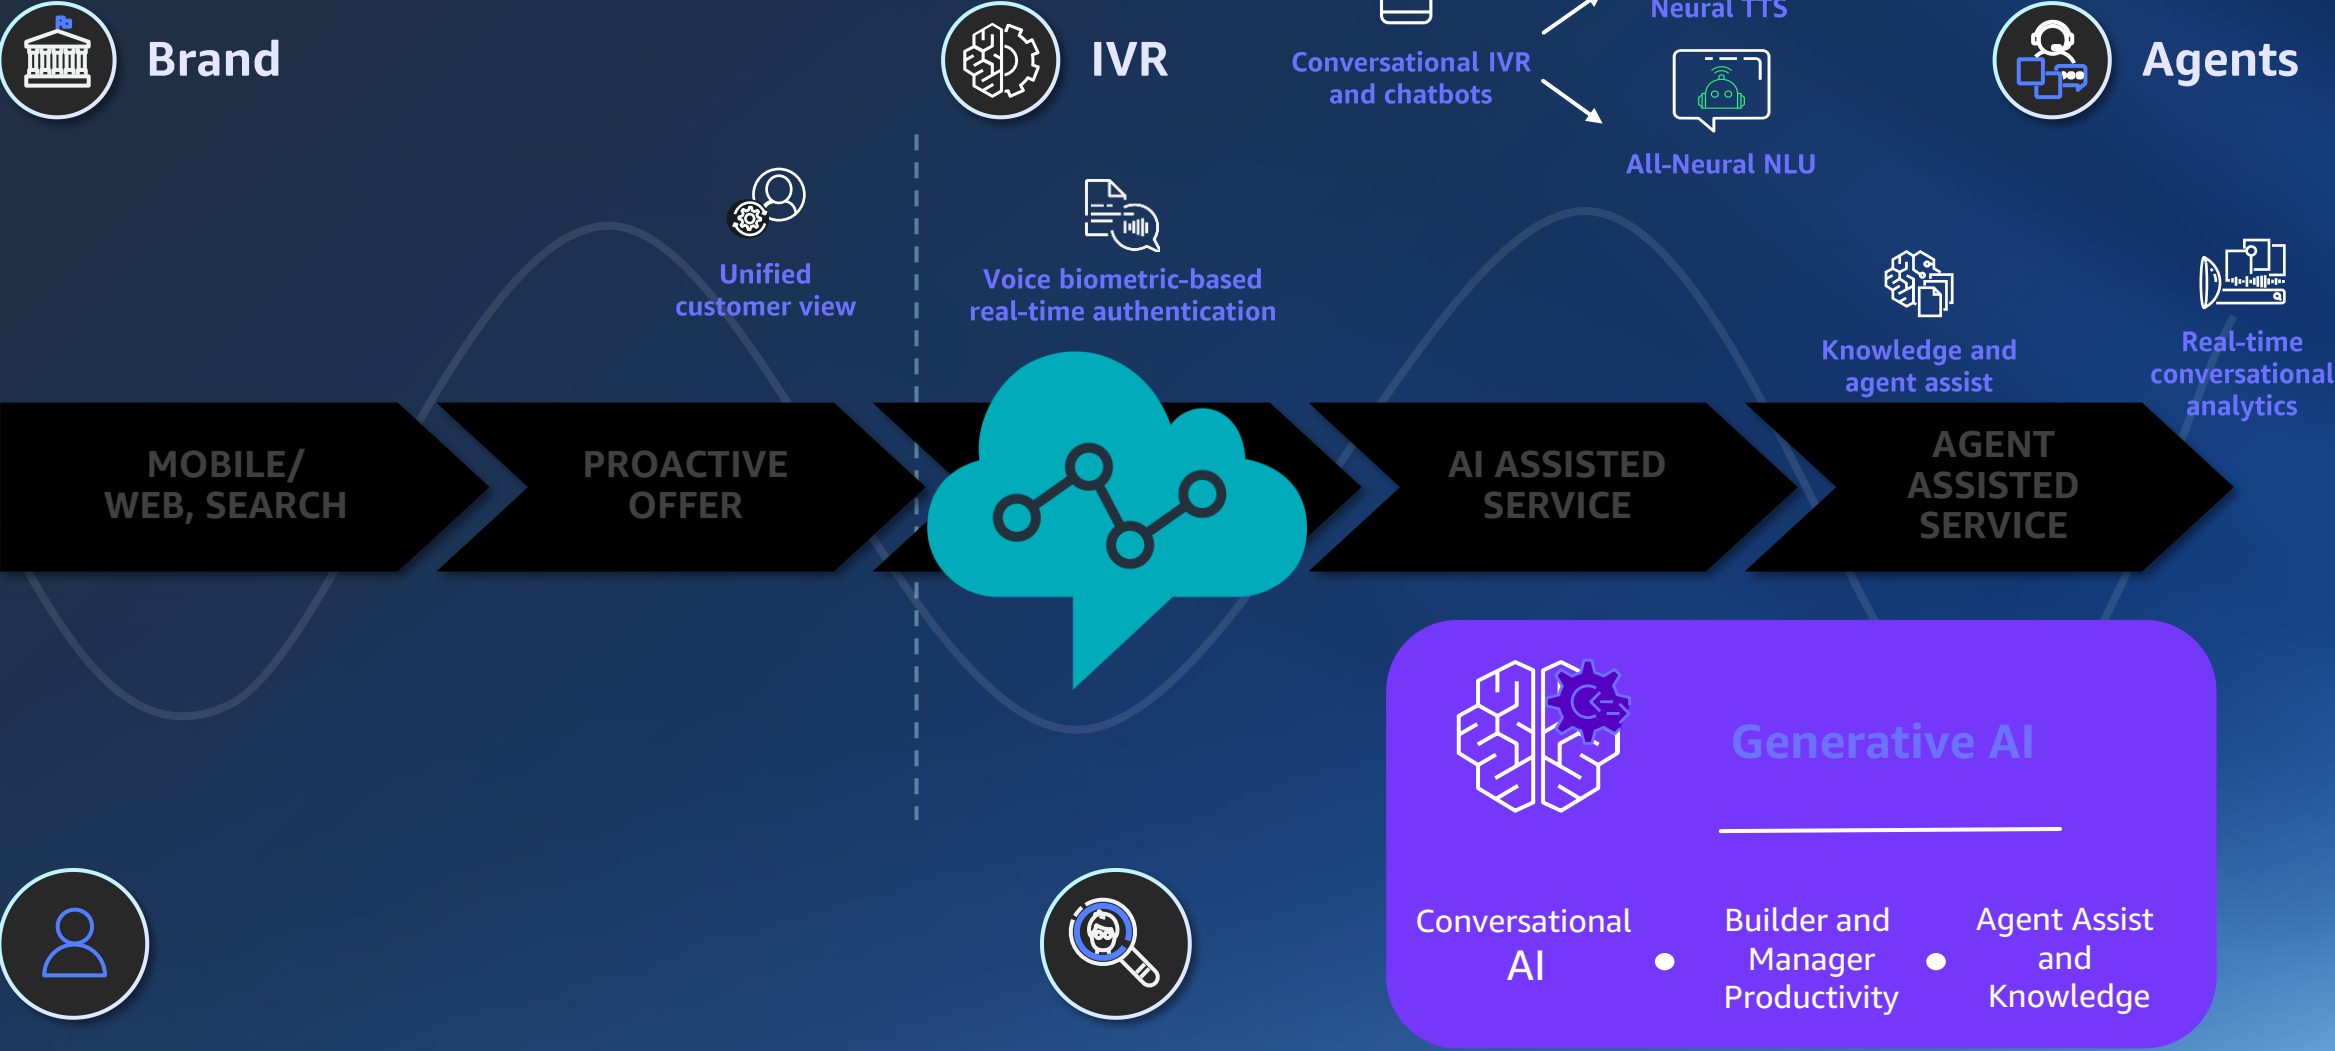 Neural TTS
Brand
IVR
Conversational IVR
and chatbots
Agents
All-Neural NLU
Unified
customer view
Voice biometric-based
real-time authentication
Knowledge and
agent assist
Real-time
conversational
analytics
MOBILE/
WEB, SEARCH
PROACTIVE
OFFER
AI ASSISTED
SERVICE
AGENT
ASSISTED
SERVICE
Generative AI
Conversational
AI
Builder and
Manager
Productivity
Agent Assist
and
Knowledge